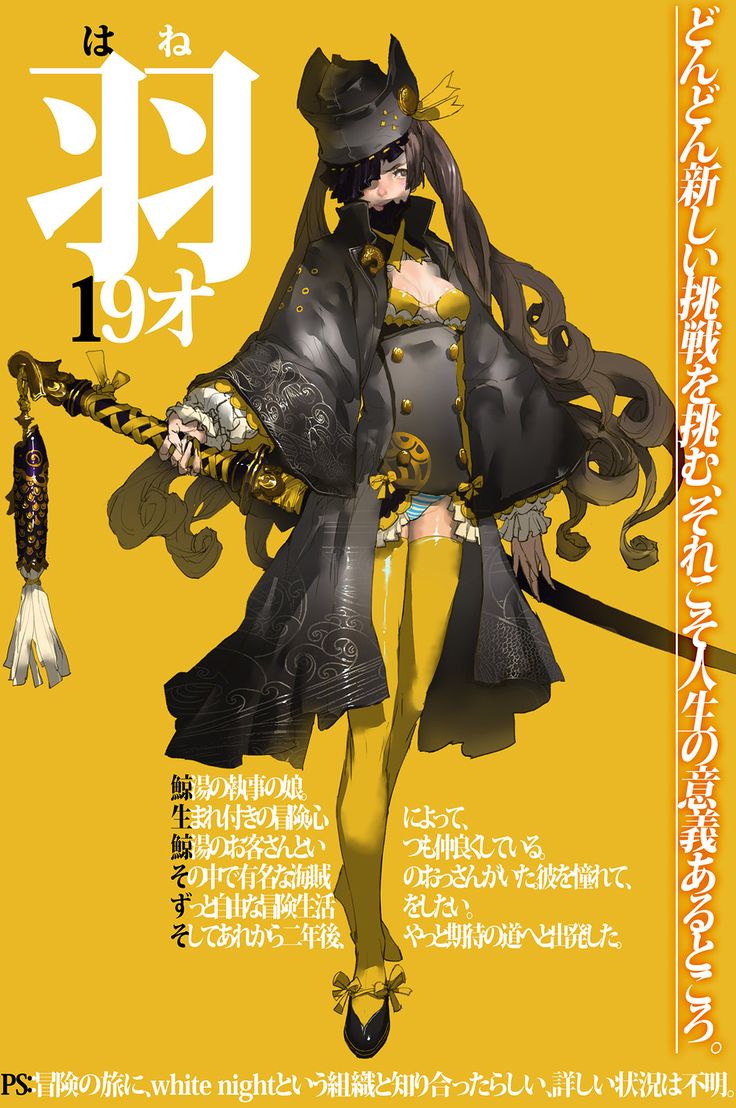 はね
羽
19才
どんどん新しい挑戦を挑む、それこそ人生の意義あるところ。
鯨湯の執事の娘。
生まれ付きの冒険心によって、
鯨湯のお客さんといつも仲良くしている。
その中で有名な海賊のおっさんがいた。彼を憧れて、
ずっと自由な冒険生活をしたい。
そしてあれから二年後、やっと期待の道へと出発した。
PS:冒険の旅に、white nightという組織と知り合ったらしい、詳しい状況は不明。